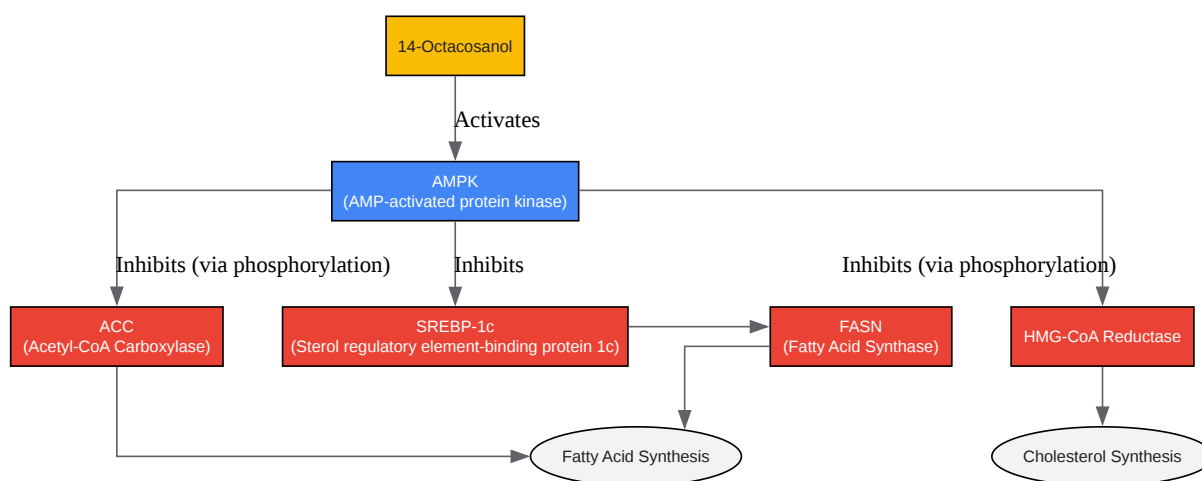 14-Octacosanol
Activates
AMPK
(AMP-activated protein kinase)
Inhibits (via phosphorylation)
Inhibits
Inhibits (via phosphorylation)
ACC
(Acetyl-CoA Carboxylase)
SREBP-1c
(Sterol regulatory element-binding protein 1c)
FASN
(Fatty Acid Synthase)
HMG-CoA Reductase
Fatty Acid Synthesis
Cholesterol Synthesis